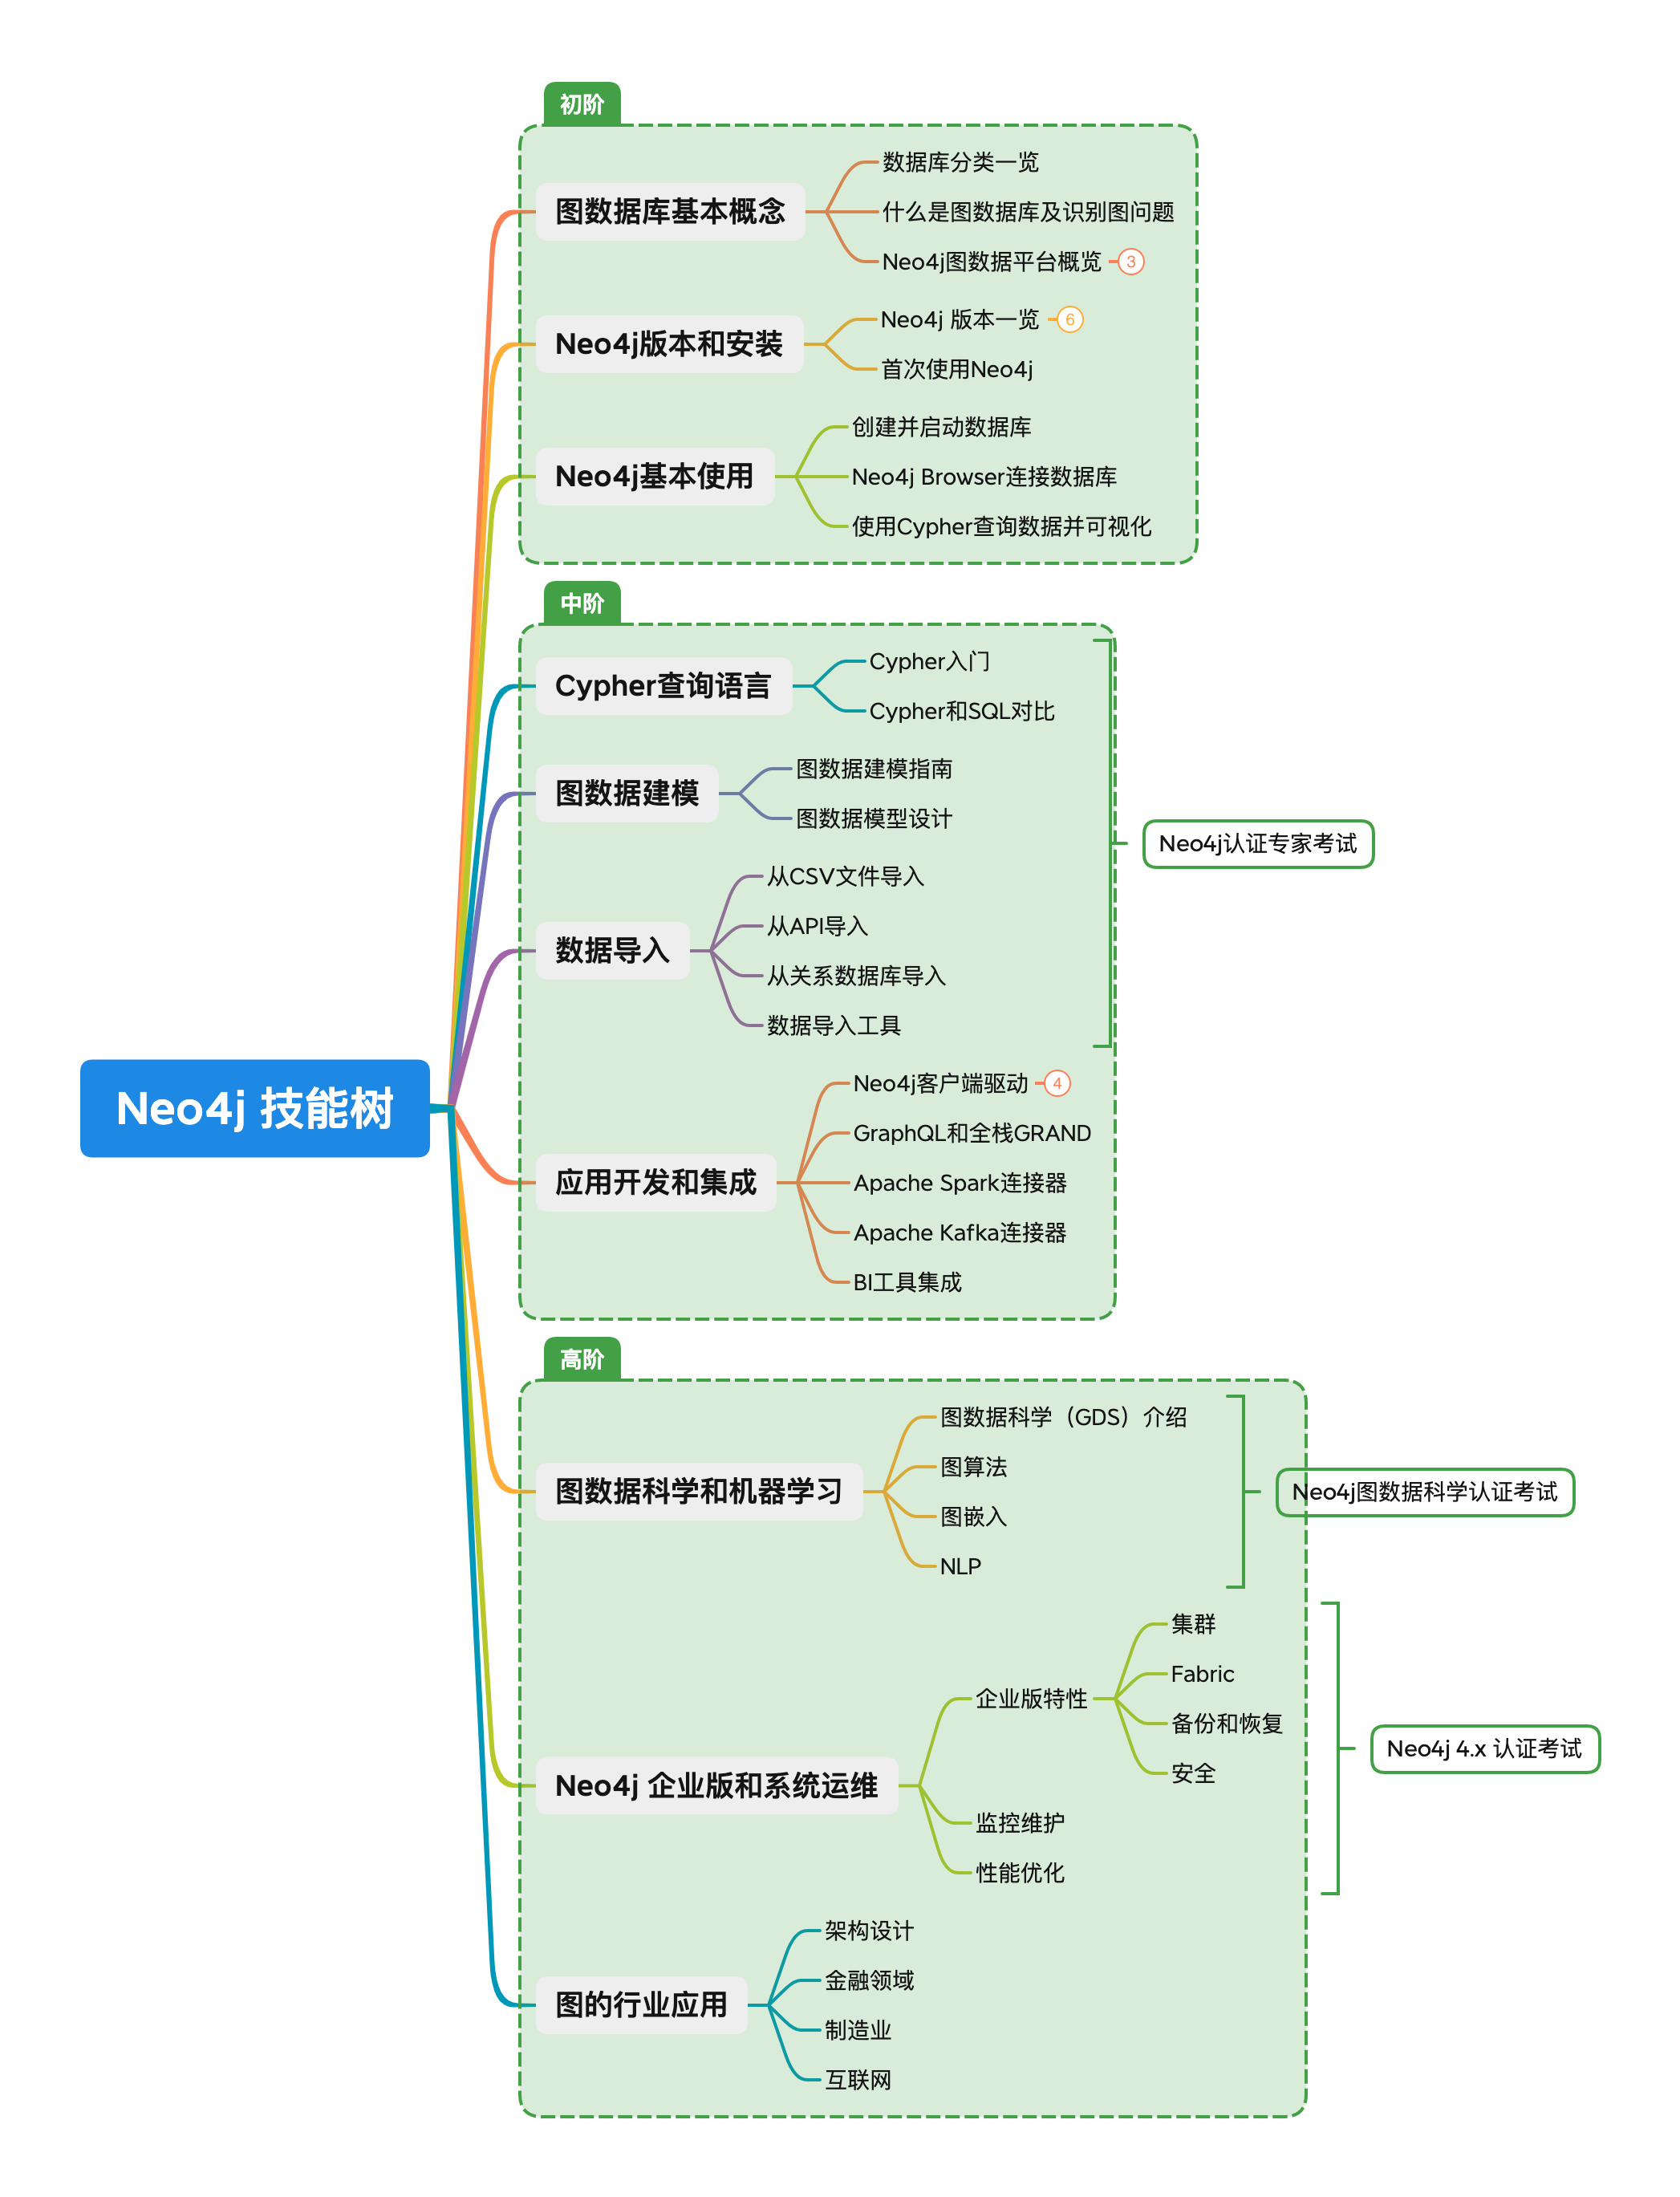 Neo4j 技能树
初阶
图数据库基本概念
数据库分类一览
什么是图数据库及识别图问题
Neo4j图数据平台概览
3
Neo4j版本和安装
Neo4j 版本一览
6
首次使用Neo4j
Neo4j基本使用
创建并启动数据库
Neo4j Browser连接数据库
使用Cypher查询数据并可视化
中阶
Cypher查询语言
Cypher入门
Cypher和SQL对比
图数据建模
图数据建模指南
图数据模型设计
数据导入
从CSV文件导入
从API导入
从关系数据库导入
数据导入工具
Neo4j认证专家考试
应用开发和集成
Neo4j客户端驱动
4
GraphQL和全栈GRAND
Apache Spark连接器
Apache Kafka连接器
BI工具集成
高阶
图数据科学和机器学习
图数据科学（GDS）介绍
图算法
图嵌入
NLP
Neo4j图数据科学认证考试
Neo4j 企业版和系统运维
企业版特性
集群
Fabric
备份和恢复
安全
监控维护
性能优化
Neo4j 4.x 认证考试
图的行业应用
架构设计
金融领域
制造业
互联网